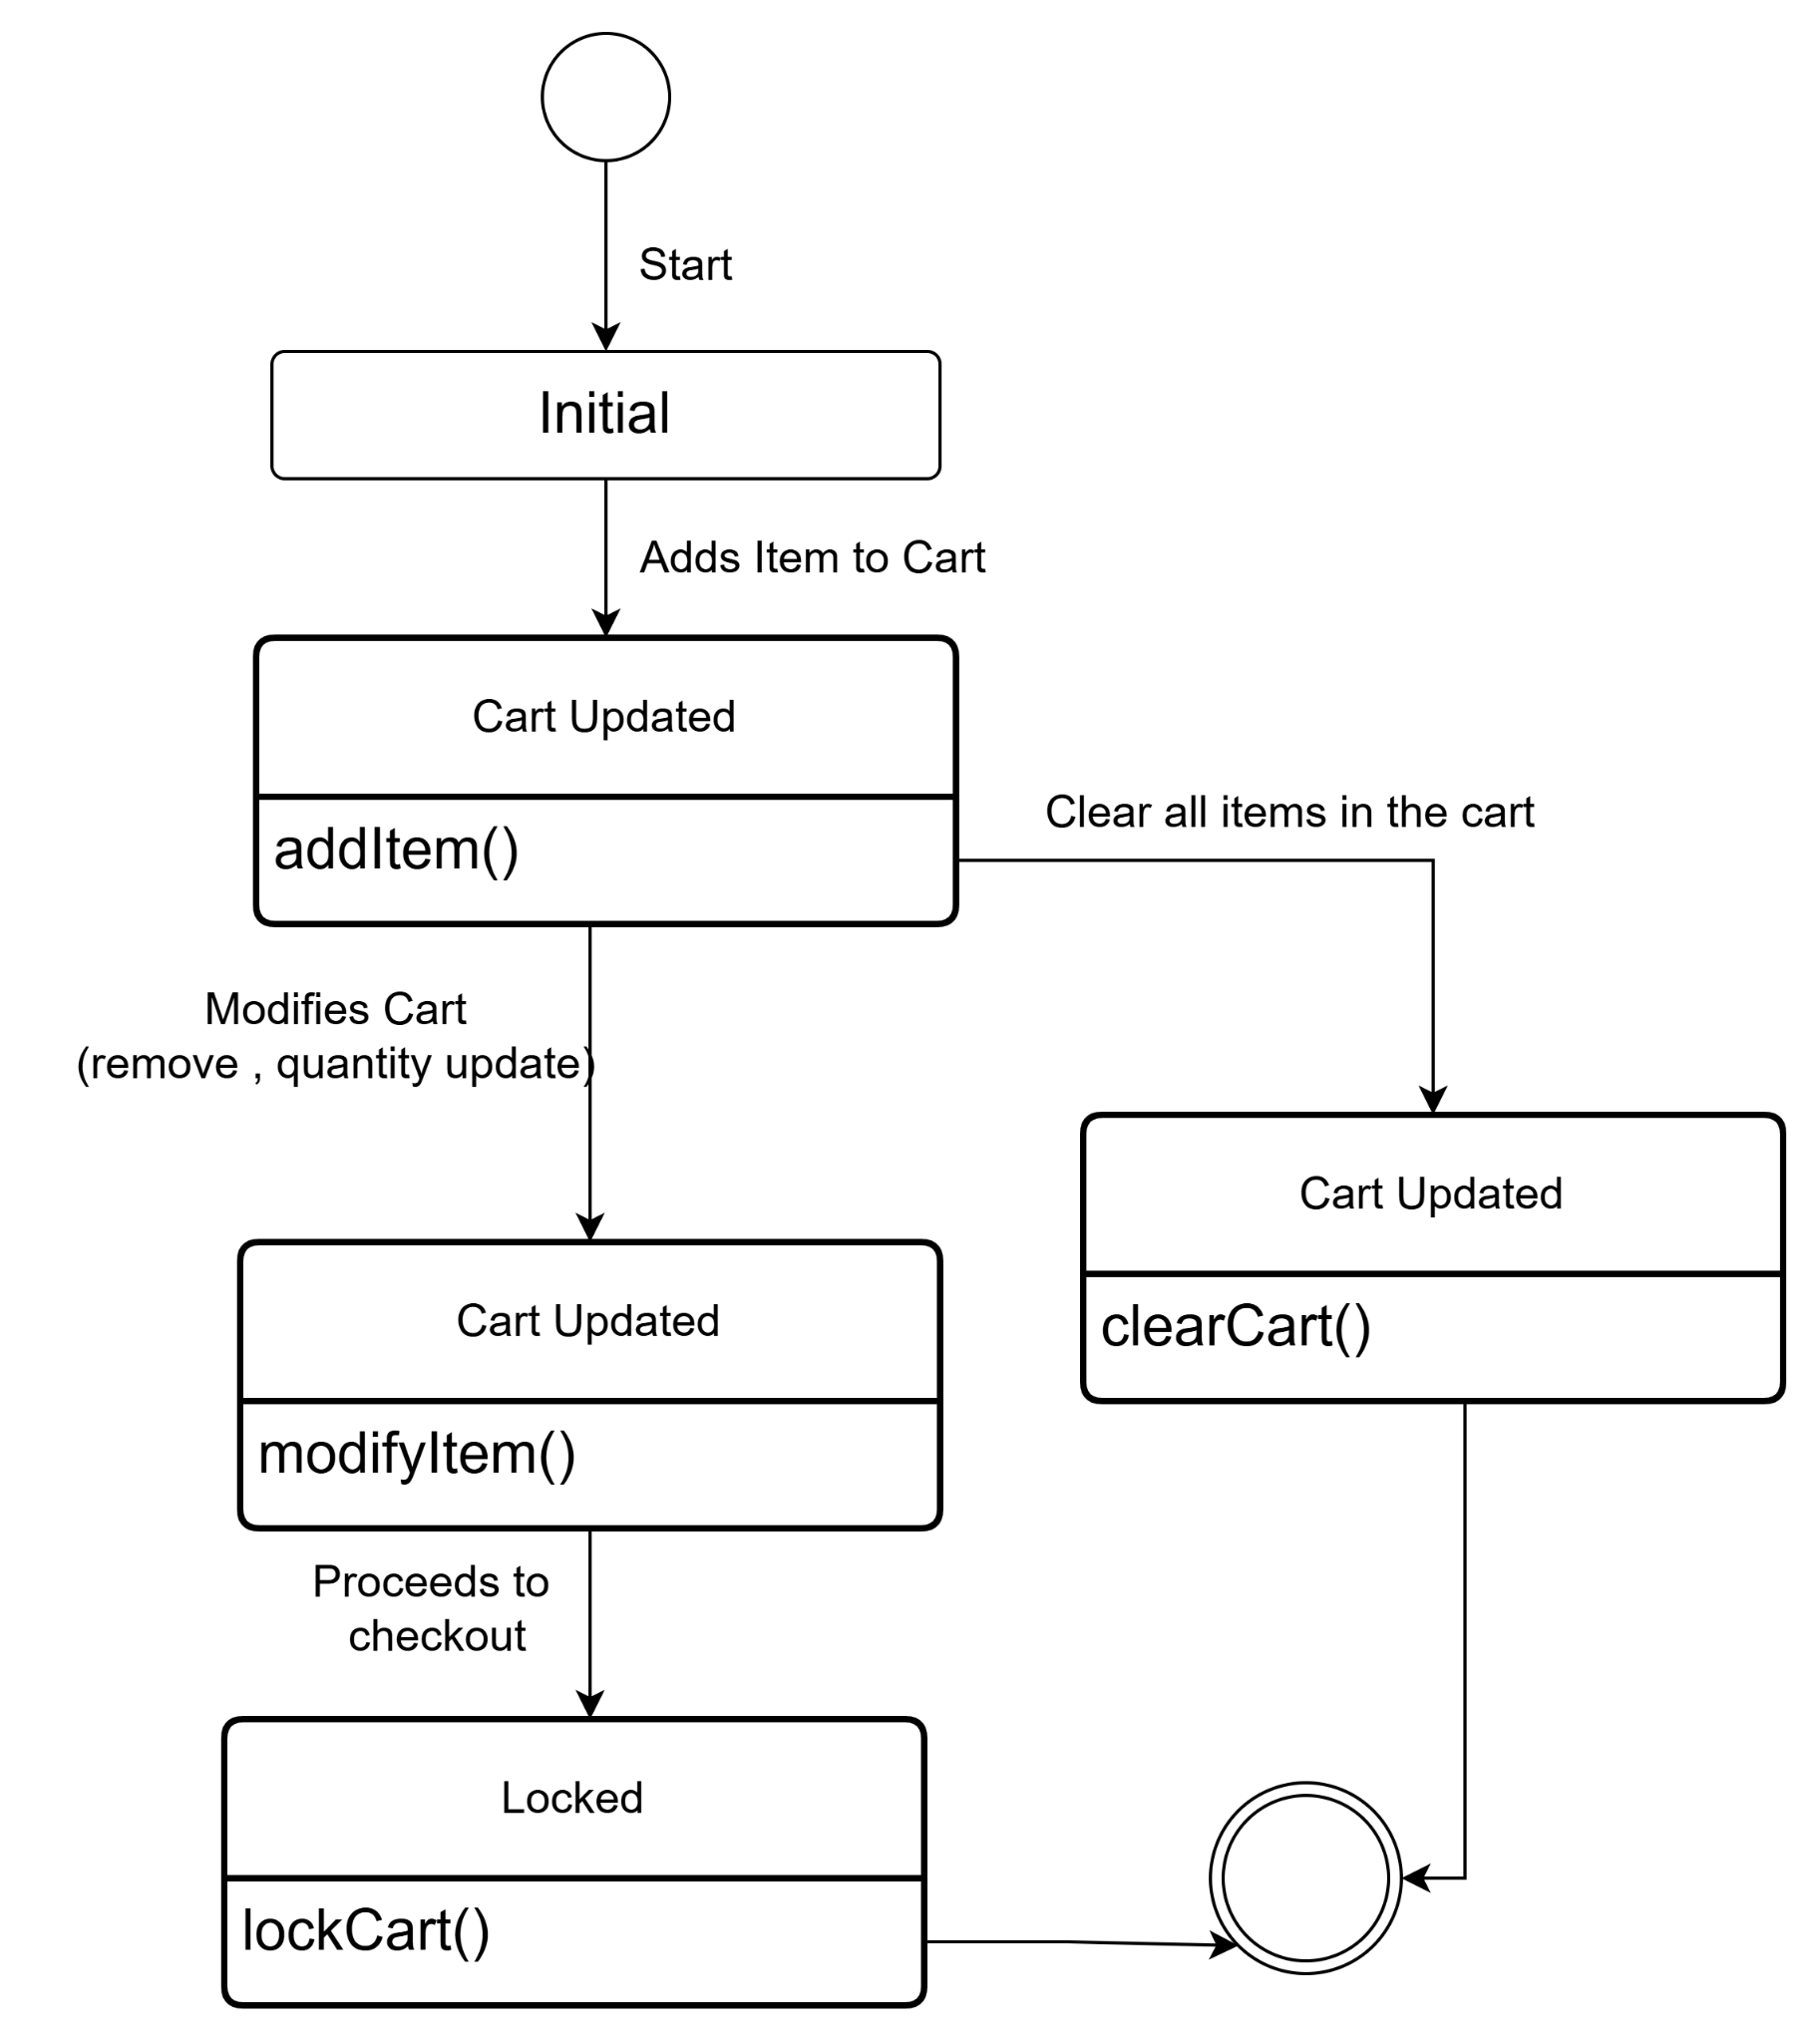 Start
Initial
Adds Item to Cart
Cart Updated
addItem()
Clear all items in the cart
Modifies Cart
(remove , quantity update)
Cart Updated
clearCart()
Cart Updated
modifyItem()
Proceeds to
checkout
Locked
lockCart()